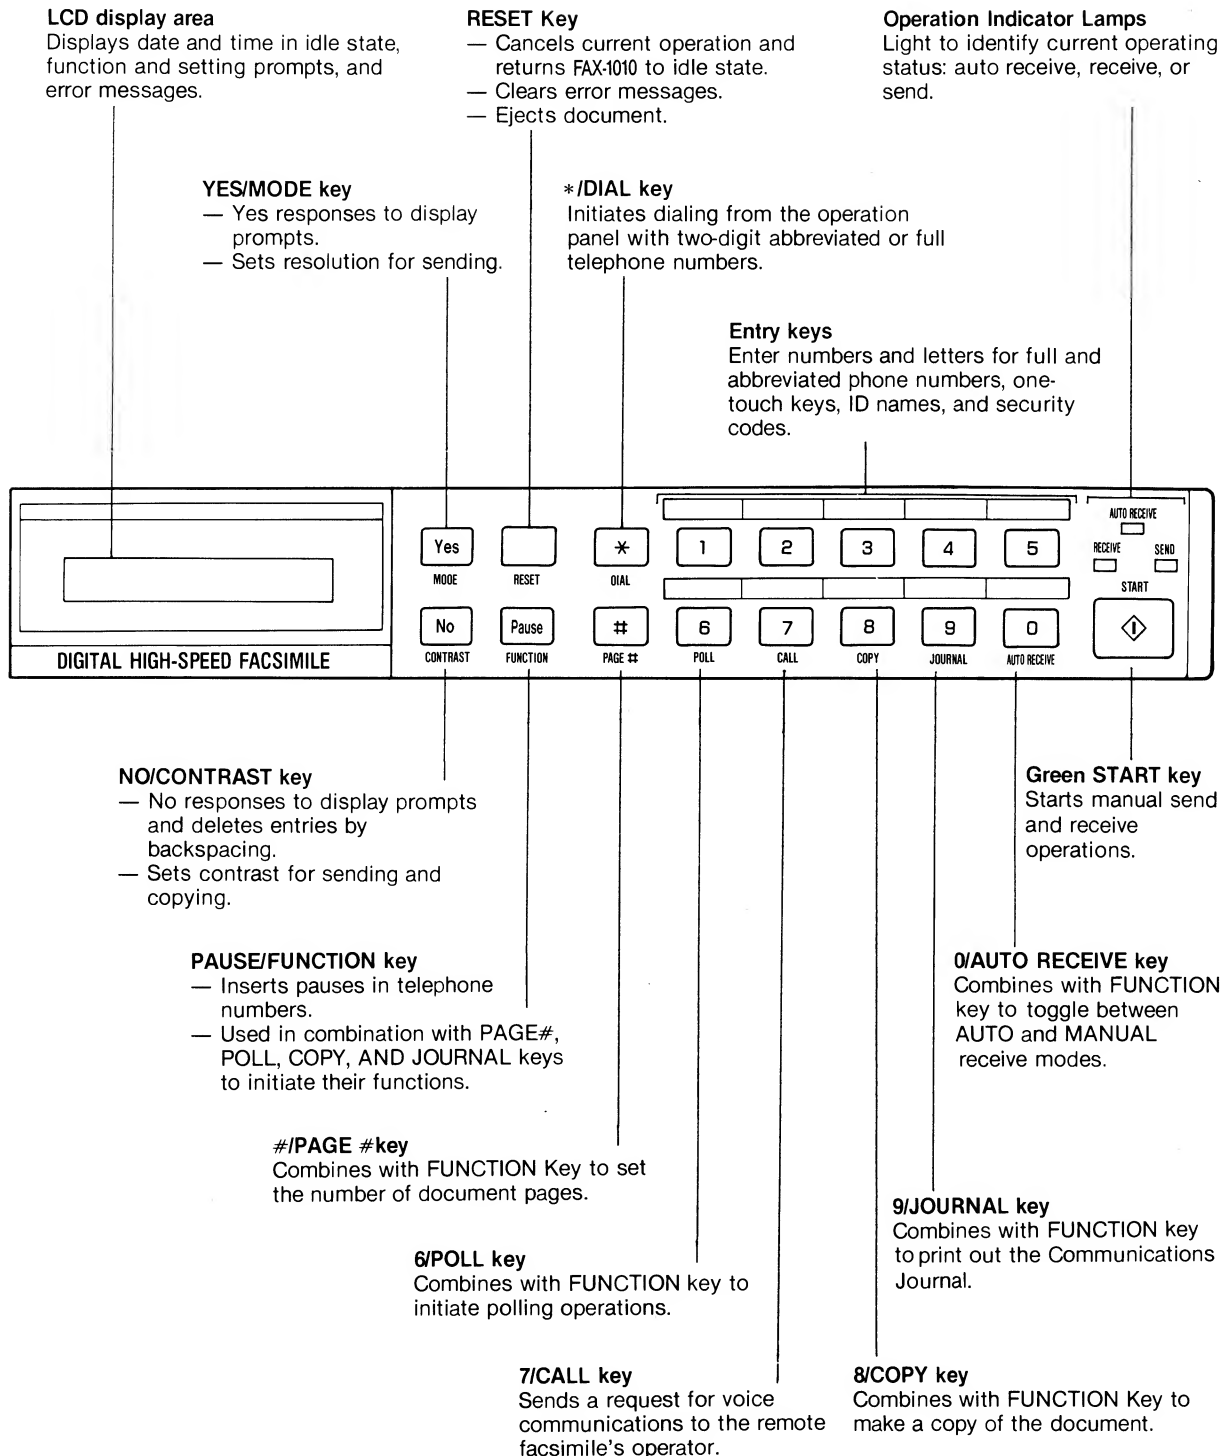 LCD display area
Displays date and time in idle state,
function and setting prompts, and
error messages.
RESET Key
— Cancels current operation and
returns FAX-1010 to idle state.
— Clears error messages.
— Ejects document.
Operation Indicator Lamps
Light to identify current operating
status: auto receive, receive, or
send.
YES/MODE key
— Yes responses to display
prompts.
— Sets resolution for sending.
*/DIAL key
Initiates dialing from the operation
panel with two-digit abbreviated or full
telephone numbers.
Entry keys
Enter numbers and letters for full and
abbreviated phone numbers, one-
touch keys, ID names, and security
codes.
AUTO RECEIVE
Yes * 1 2 3 4 5
RECEIVE SEND
MODE RESET DIAL
START
No Pause # 6 7 8 9 0
CONTRAST FUNCTION PAGE # POLL CALL COPY JOURNAL AUTO RECEIVE
DIGITAL HIGH-SPEED FACSIMILE
NO/CONTRAST key
— No responses to display prompts
and deletes entries by
backspacing.
— Sets contrast for sending and
copying.
Green START key
Starts manual send
and receive
operations.
PAUSE/FUNCTION key
— Inserts pauses in telephone
numbers.
— Used in combination with PAGE#,
POLL, COPY, AND JOURNAL keys
to initiate their functions.
0/AUTO RECEIVE key
Combines with FUNCTION
key to toggle between
AUTO and MANUAL
receive modes.
#/PAGE #key
Combines with FUNCTION Key to set
the number of document pages.
9/JOURNAL key
Combines with FUNCTION key
to print out the Communications
Journal.
6/POLL key
Combines with FUNCTION key to
initiate polling operations.
7/CALL key
Sends a request for voice
communications to the remote
facsimile's operator.
8/COPY key
Combines with FUNCTION Key to
make a copy of the document.